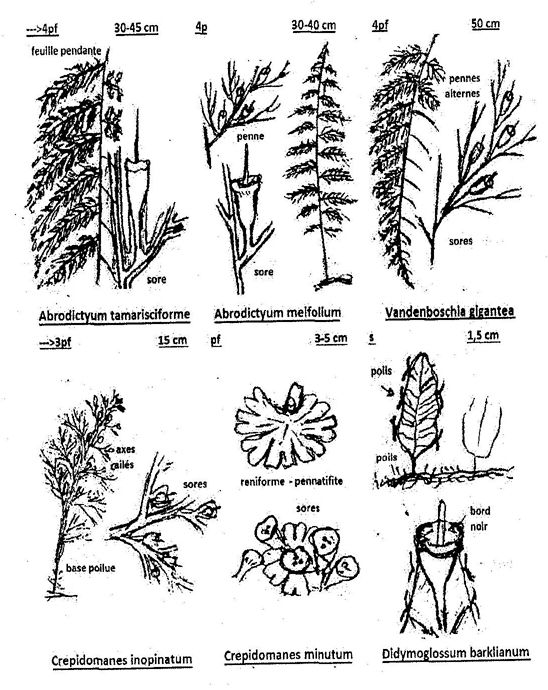 --->4pf 30-45 cm
feuille pendante
sore
Abrodictyum tamarisciforme
4p 30-40 cm
penne
sore
Abrodictyum meifolium
4pf 50 cm
pennes
alternes
sores
Vandenboschia gigantea
--->3pf 15 cm
axes
ailés
sores
base poilue
Crepidomanes inopinatum
pf 3-5 cm
reniforme - pennatifite
sores
Crepidomanes minutum
s 1,5 cm
poils
poils
bord
noir
Didymoglossum barklianum